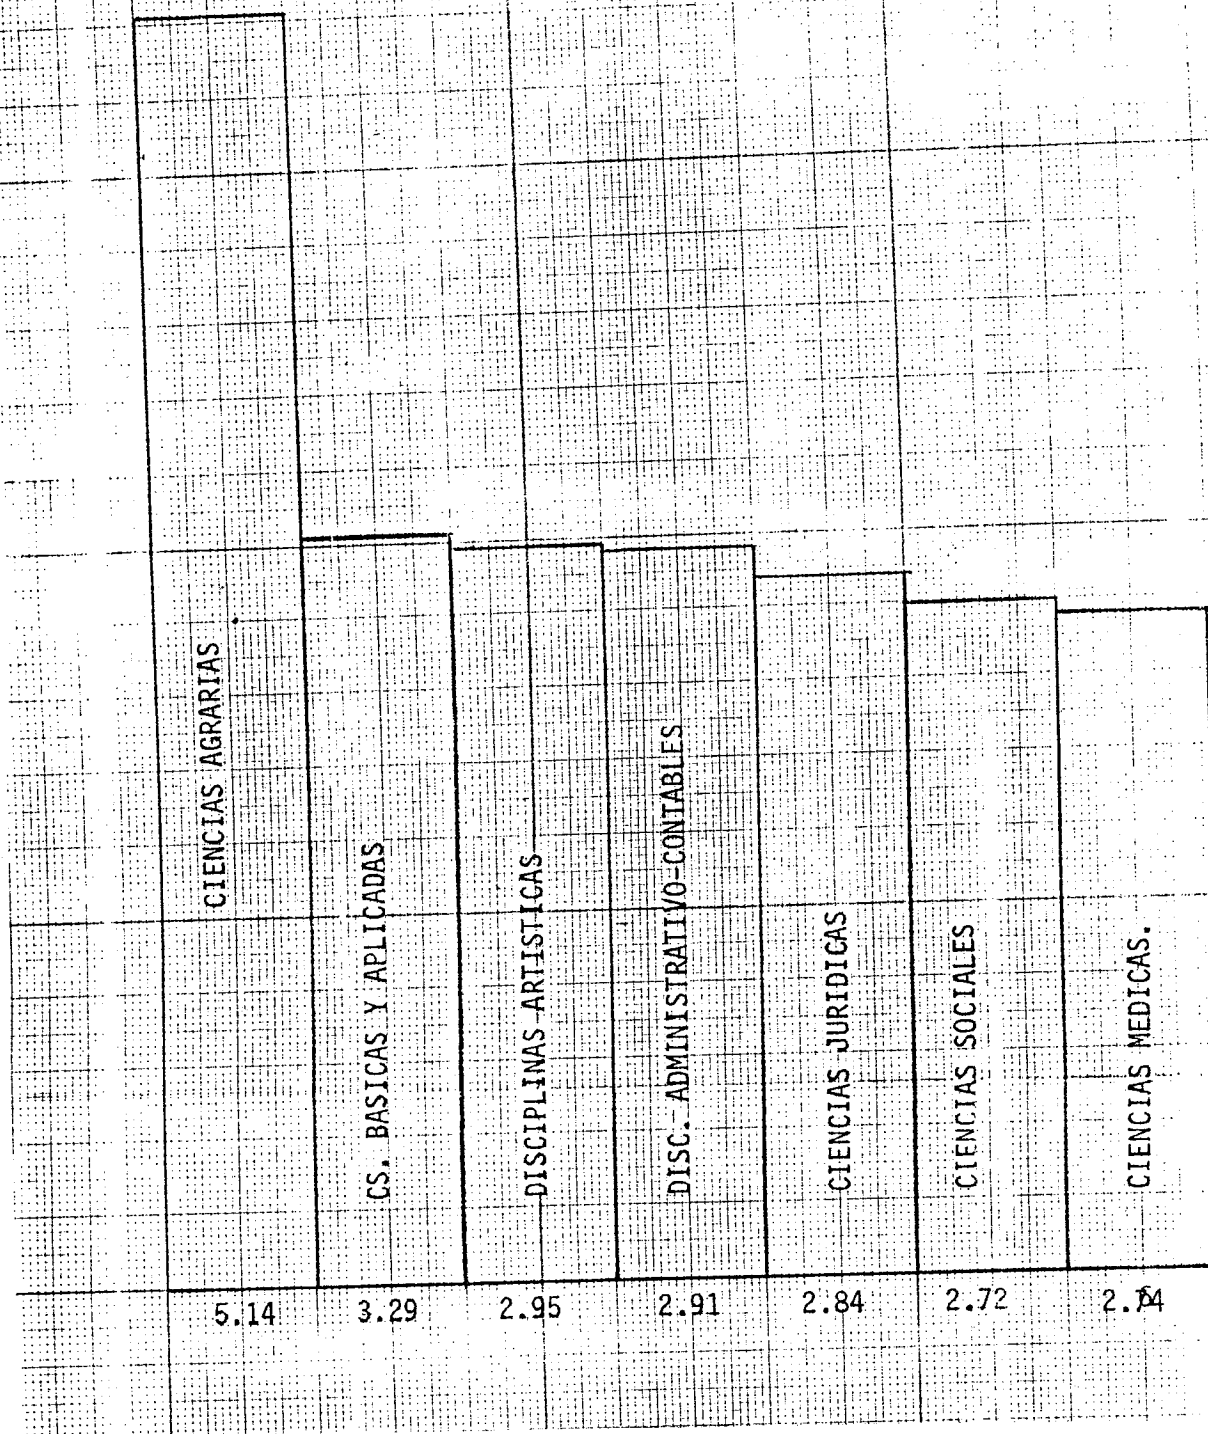 CIENCIAS AGRARIAS
CS. BASICAS Y APLICADAS
DISCIPLINAS ARTISTICAS
DISC. ADMINISTRATIVO-CONTABLES
CIENCIAS JURIDICAS
CIENCIAS SOCIALES
CIENCIAS MEDICAS.
5.14 3.29 2.95 2.91 2.84 2.72